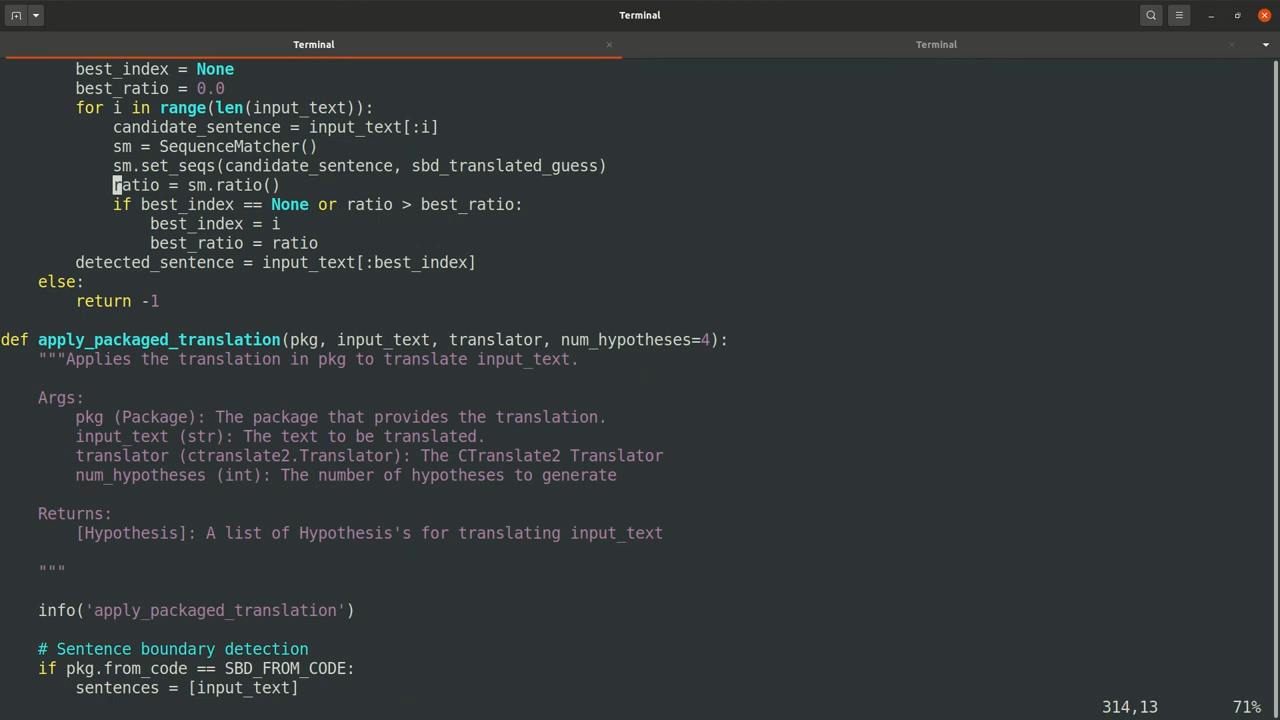 Terminal
Terminal
Terminal
        best_index = None
        best_ratio = 0.0
        for i in range(len(input_text)):
            candidate_sentence = input_text[:i]
            sm = SequenceMatcher()
            sm.set_seqs(candidate_sentence, sbd_translated_guess)
            ratio = sm.ratio()
            if best_index == None or ratio > best_ratio:
                best_index = i
                best_ratio = ratio
        detected_sentence = input_text[:best_index]
    else:
        return -1
def apply_packaged_translation(pkg, input_text, translator, num_hypotheses=4):
    """Applies the translation in pkg to translate input_text.
    Args:
        pkg (Package): The package that provides the translation.
        input_text (str): The text to be translated.
        translator (ctranslate2.Translator): The CTranslate2 Translator
        num_hypotheses (int): The number of hypotheses to generate
    Returns:
        [Hypothesis]: A list of Hypothesis's for translating input_text
    """
    info('apply_packaged_translation')
    # Sentence boundary detection
    if pkg.from_code == SBD_FROM_CODE:
        sentences = [input_text]
314,13 71%